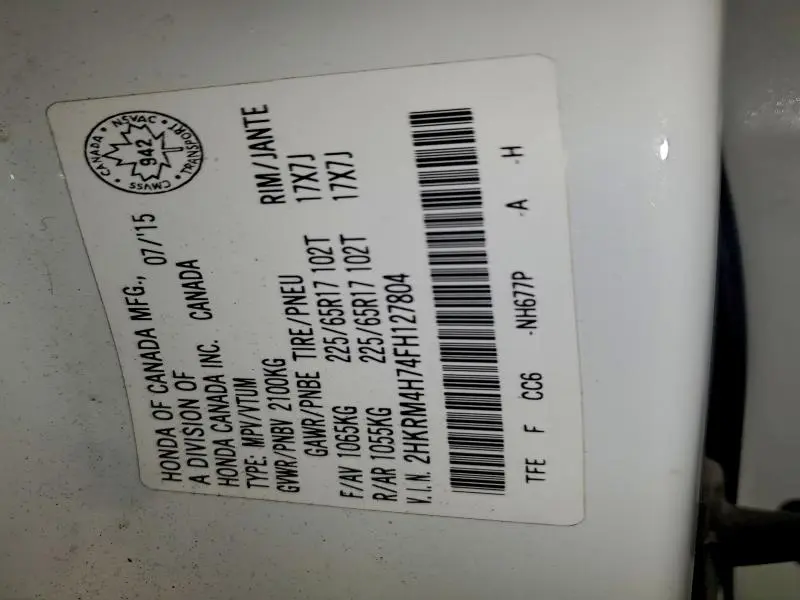 CANADA • NSVAC • TRANSPORT • CMVSS •
942
HONDA OF CANADA MFG., 07/'15
A DIVISION OF
HONDA CANADA INC. CANADA
TYPE: MPV/VTUM
GVWR/PNBV 2100KG
GAWR/PNBE TIRE/PNEU RIM/JANTE
F/AV 1065KG 225/65R17 102T 17X7J
R/AR 1055KG 225/65R17 102T 17X7J
V.I.N. 2HKRM4H74FH127804
TFE F CC6 -NH677P -A -H